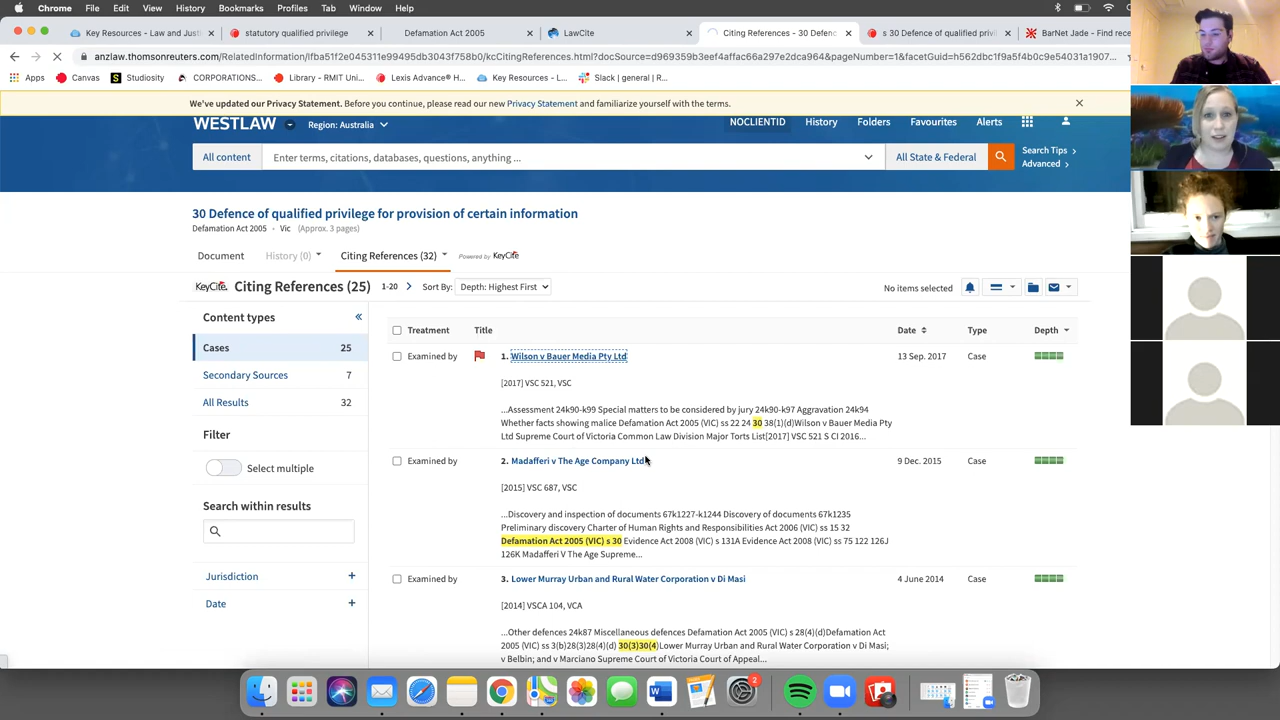 Chrome File Edit View History Bookmarks Profiles Tab Window Help
Key Resources - Law and Justi × statutory qualified privilege × Defamation Act 2005 × LawCite × Citing References - 30 Defenc × s 30 Defence of qualified privi × BarNet Jade - Find rece
anzlaw.thomsonreuters.com/RelatedInformation/Ifba51f2e045311e99495db3043f758b0/kcCitingReferences.html?docSource=d969359b3eef4affac66a297e2dca964&pageNumber=1&facetGuid=h562dbc1f9a5f4b0c9e54031a1907...
Apps Canvas Studiosity CORPORATIONS... Library - RMIT Uni... Lexis Advance® H... Key Resources - L... Slack | general | R...
We've updated our Privacy Statement. Before you continue, please read our new Privacy Statement and familiarize yourself with the terms. ×
WESTLAW Region: Australia NOCLIENTID History Folders Favourites Alerts
All content Enter terms, citations, databases, questions, anything ... All State & Federal Search Tips
Advanced
30 Defence of qualified privilege for provision of certain information
Defamation Act 2005 • Vic (Approx. 3 pages)
Document History (0) Citing References (32) Powered by KeyCite
KeyCite. Citing References (25) 1-20 Sort By: Depth: Highest First No items selected
Content types «
Cases 25
Secondary Sources 7
All Results 32
Filter
Select multiple
Search within results
Jurisdiction +
Date +
Treatment Title Date Type Depth
Examined by 1. Wilson v Bauer Media Pty Ltd 13 Sep. 2017 Case
[2017] VSC 521, VSC
...Assessment 24k90-k99 Special matters to be considered by jury 24k90-k97 Aggravation 24k94
Whether facts showing malice Defamation Act 2005 (VIC) ss 22 24 30 38(1)(d)Wilson v Bauer Media Pty
Ltd Supreme Court of Victoria Common Law Division Major Torts List[2017] VSC 521 S CI 2016...
Examined by 2. Madafferi v The Age Company Ltd 9 Dec. 2015 Case
[2015] VSC 687, VSC
...Discovery and inspection of documents 67k1227-k1244 Discovery of documents 67k1235
Preliminary discovery Charter of Human Rights and Responsibilities Act 2006 (VIC) ss 15 32
Defamation Act 2005 (VIC) s 30 Evidence Act 2008 (VIC) s 131A Evidence Act 2008 (VIC) ss 75 122 126J
126K Madafferi V The Age Supreme...
Examined by 3. Lower Murray Urban and Rural Water Corporation v Di Masi 4 June 2014 Case
[2014] VSCA 104, VCA
...Other defences 24k87 Miscellaneous defences Defamation Act 2005 (VIC) s 28(4)(d)Defamation Act
2005 (VIC) ss 3(b)28(3)28(4)(d) 30(3)30(4)Lower Murray Urban and Rural Water Corporation v Di Masi;
v Belbin; and v Marciano Supreme Court of Victoria Court of Appeal...
2